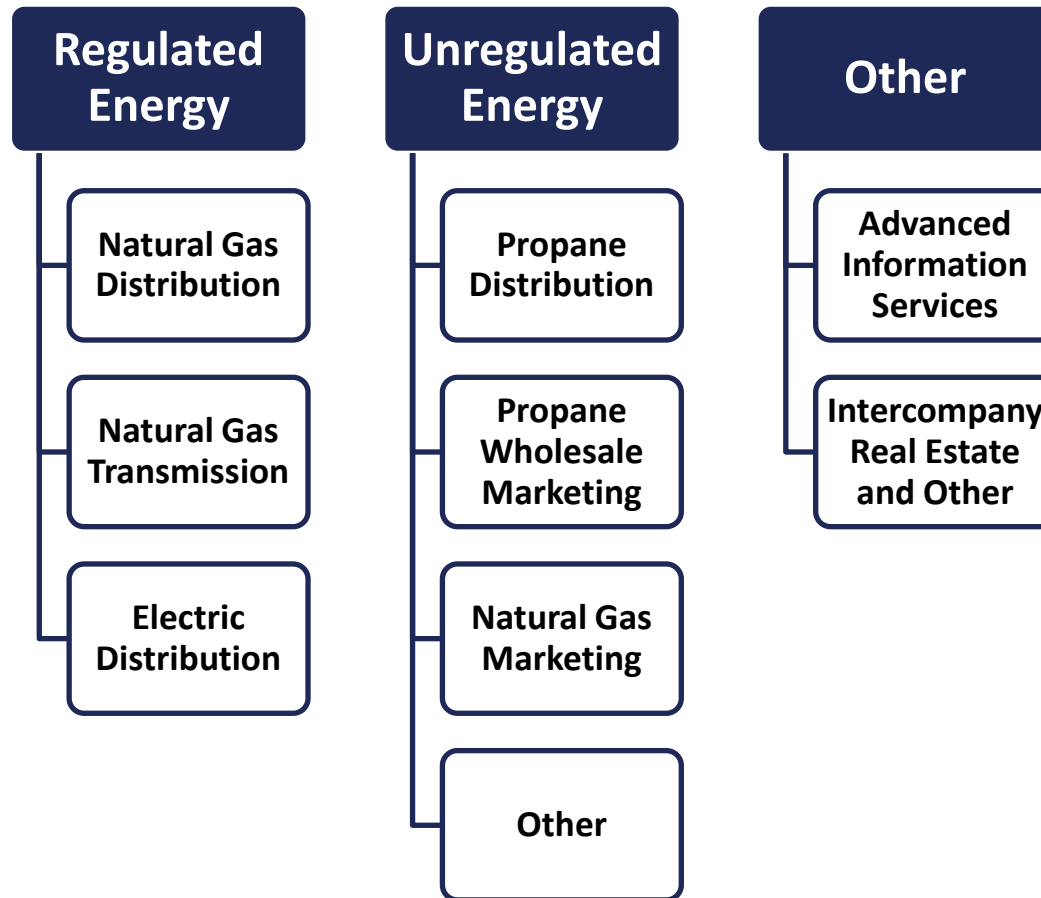 Regulated
Energy
Natural Gas
Distribution
Natural Gas
Transmission
Electric
Distribution
Unregulated
Energy
Propane
Distribution
Propane
Wholesale
Marketing
Natural Gas
Marketing
Other
Other
Advanced
Information
Services
Intercompany
Real Estate
and Other